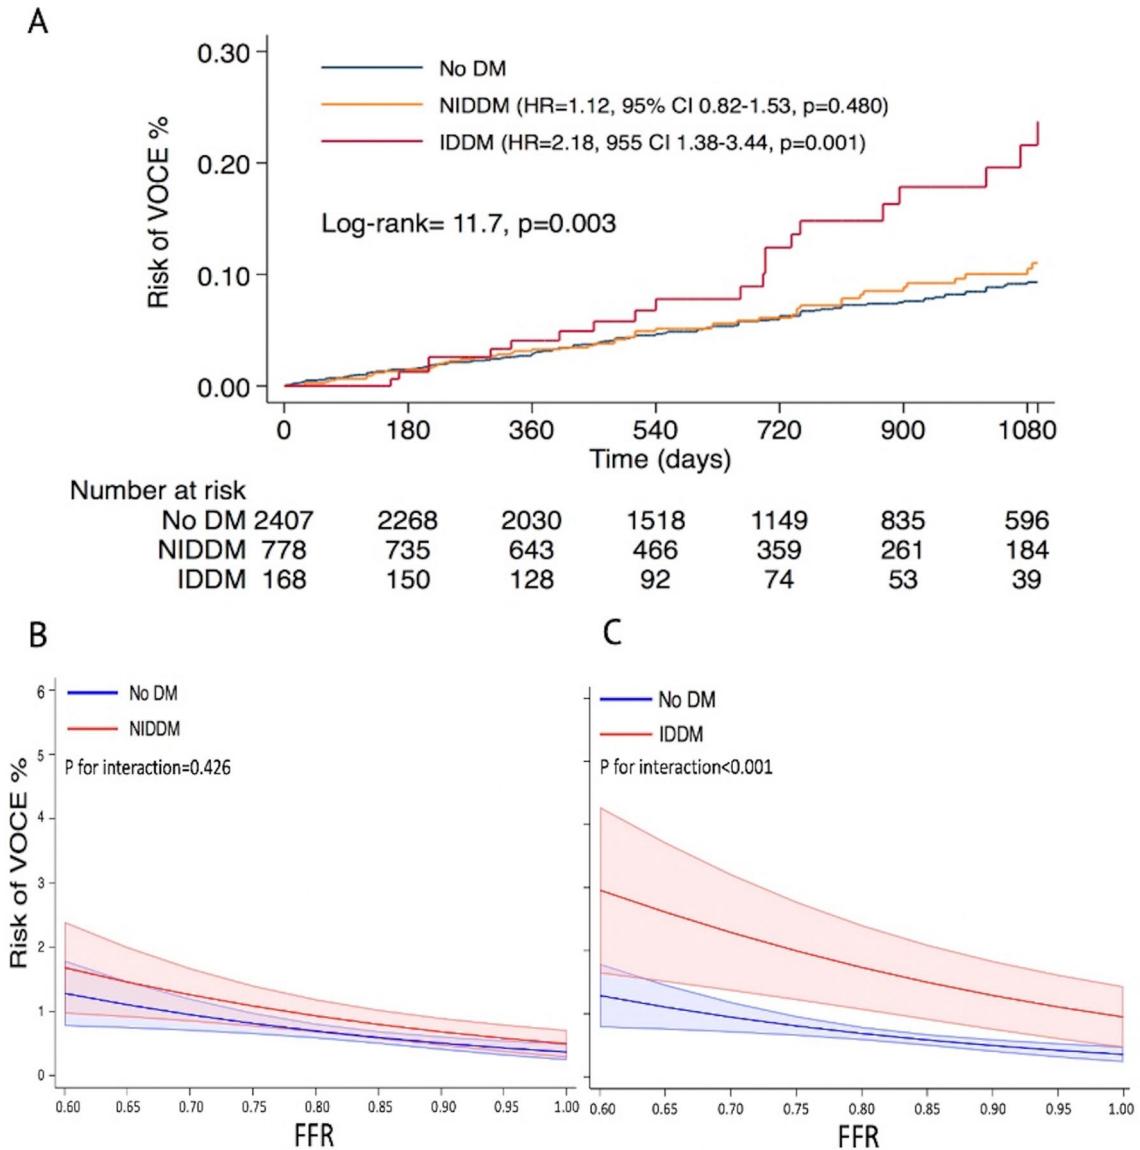 A
Risk of VOCE %
0.30
0.20
0.10
0.00
No DM
NIDDM (HR=1.12, 95% CI 0.82-1.53, p=0.480)
IDDM (HR=2.18, 955 CI 1.38-3.44, p=0.001)
Log-rank= 11.7, p=0.003
0 180 360 540 720 900 1080
Time (days)
Number at risk
No DM 2407 2268 2030 1518 1149 835 596
NIDDM 778 735 643 466 359 261 184
IDDM 168 150 128 92 74 53 39
B
Risk of VOCE %
6
5
4
3
2
1
0
No DM
NIDDM
P for interaction=0.426
0.60 0.65 0.70 0.75 0.80 0.85 0.90 0.95 1.00
FFR
C
No DM
IDDM
P for interaction<0.001
0.60 0.65 0.70 0.75 0.80 0.85 0.90 0.95 1.00
FFR